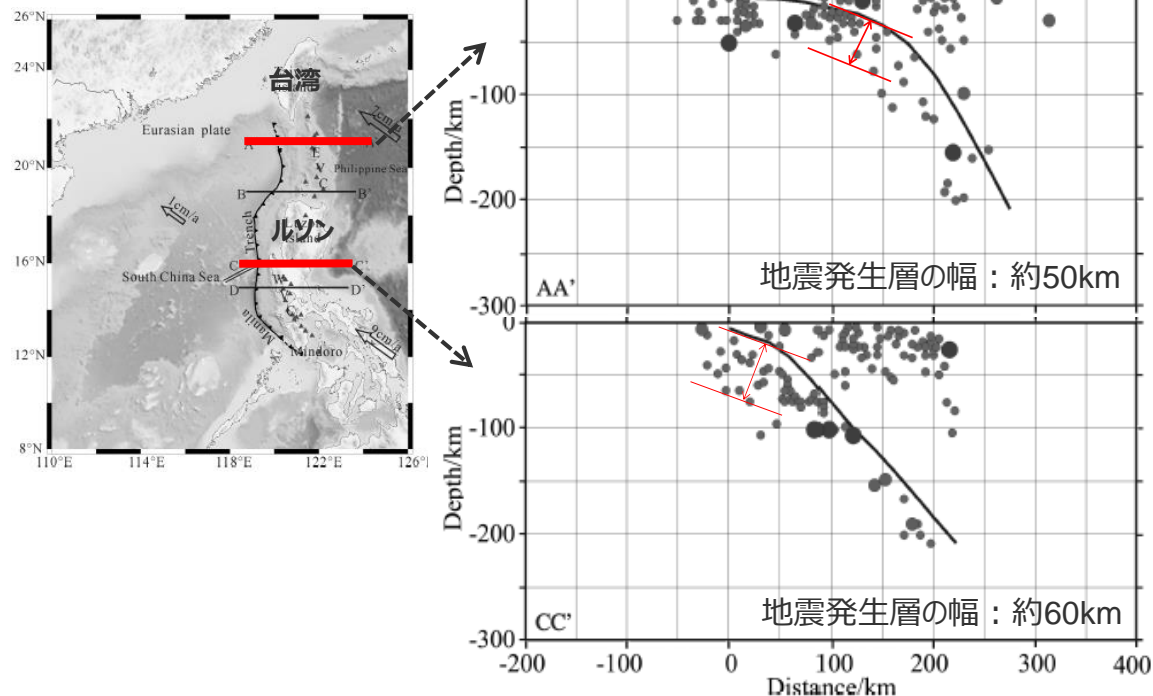 26°N
24°N
20°N
16°N
12°N
8°N
110°E
114°E
118°E
122°E
126°E
台湾
Eurasian plate
7cm/a
A
E
V
C
Philippine Sea
B
B'
1cm/a
Trench
ルソン
Island
C
C'
South China Sea
W
V
C
D
D'
Manila
9cm/a
Mindoro
-100
-200
-300
Depth/km
AA'
地震発生層の幅：約50km
0
-100
-200
-300
Depth/km
CC'
地震発生層の幅：約60km
-200
-100
0
100
200
300
400
Distance/km